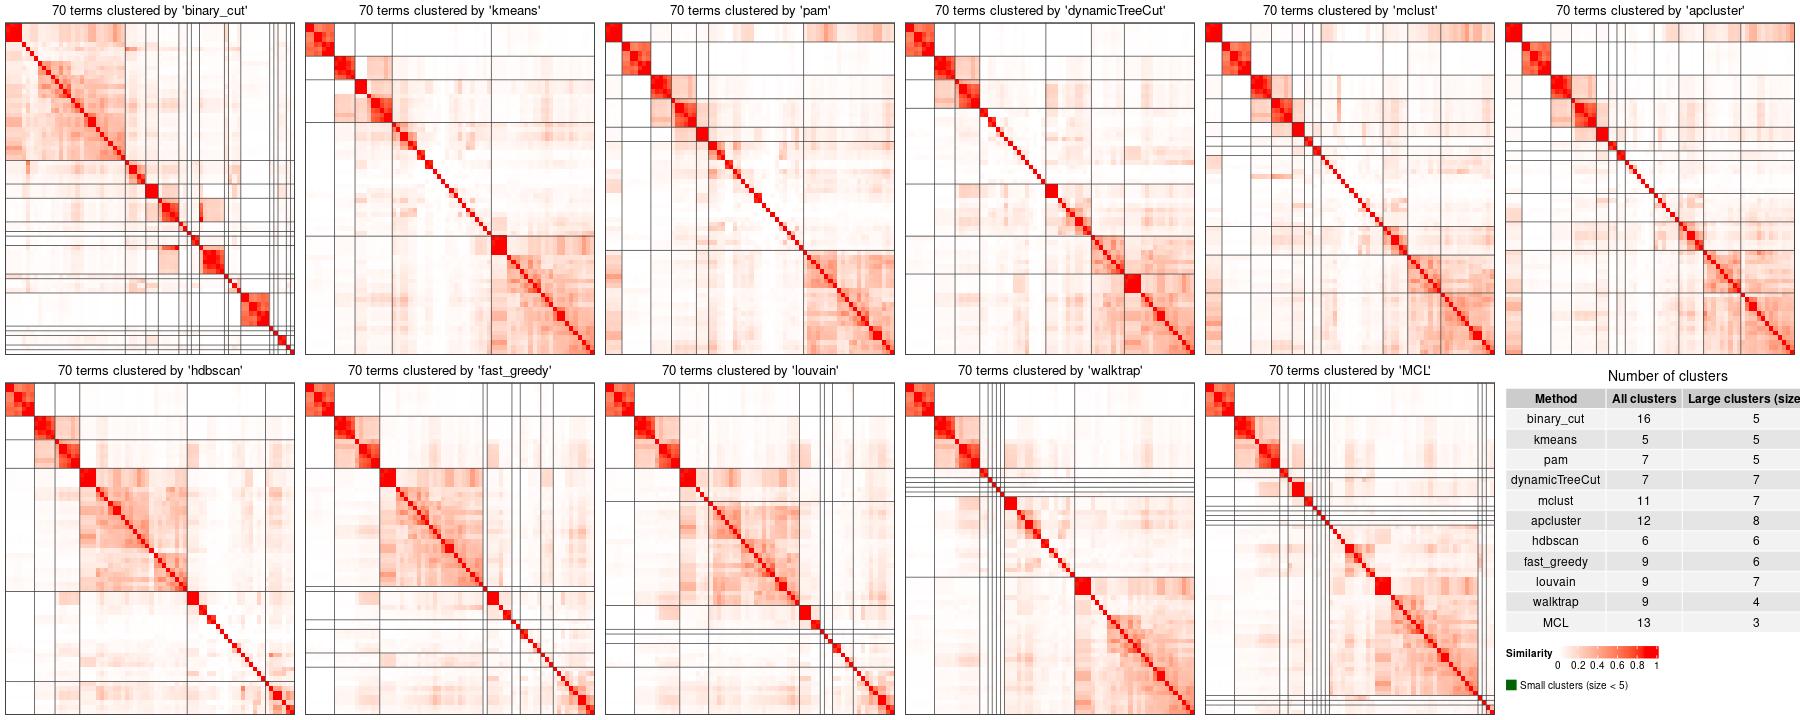 70 terms clustered by 'binary_cut'
70 terms clustered by 'kmeans'
70 terms clustered by 'pam'
70 terms clustered by 'dynamicTreeCut'
70 terms clustered by 'mclust'
70 terms clustered by 'apcluster'
70 terms clustered by 'hdbscan'
70 terms clustered by 'fast_greedy'
70 terms clustered by 'louvain'
70 terms clustered by 'walktrap'
70 terms clustered by 'MCL'
Number of clusters
Method All clusters Large clusters (size
binary_cut 16 5
kmeans 5 5
pam 7 5
dynamicTreeCut 7 7
mclust 11 7
apcluster 12 8
hdbscan 6 6
fast_greedy 9 6
louvain 9 7
walktrap 9 4
MCL 13 3
Similarity
0 0.2 0.4 0.6 0.8 1
Small clusters (size < 5)